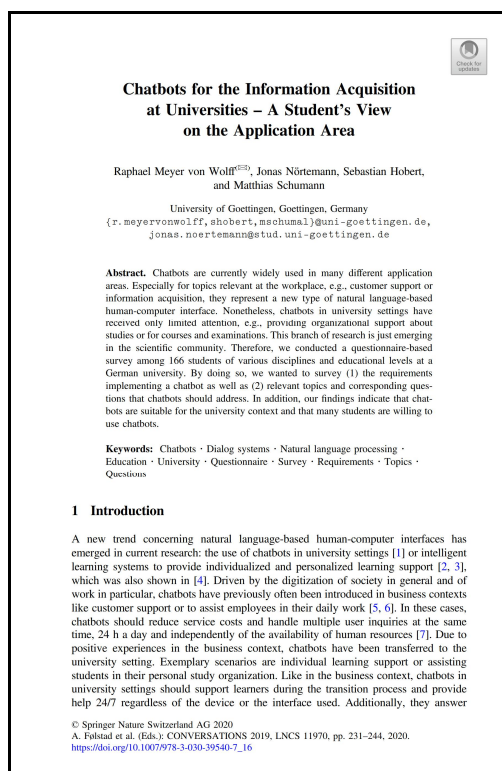 Check for
updates
Chatbots for the Information Acquisition
at Universities – A Student's View
on the Application Area
Raphael Meyer von Wolff(✉), Jonas Nörtemann, Sebastian Hobert,
and Matthias Schumann
University of Goettingen, Goettingen, Germany
{r.meyervonwolff,shobert,mschuma1}@uni-goettingen.de,
jonas.noertemann@stud.uni-goettingen.de
Abstract. Chatbots are currently widely used in many different application
areas. Especially for topics relevant at the workplace, e.g., customer support or
information acquisition, they represent a new type of natural language-based
human-computer interface. Nonetheless, chatbots in university settings have
received only limited attention, e.g., providing organizational support about
studies or for courses and examinations. This branch of research is just emerging
in the scientific community. Therefore, we conducted a questionnaire-based
survey among 166 students of various disciplines and educational levels at a
German university. By doing so, we wanted to survey (1) the requirements
implementing a chatbot as well as (2) relevant topics and corresponding ques-
tions that chatbots should address. In addition, our findings indicate that chat-
bots are suitable for the university context and that many students are willing to
use chatbots.
Keywords: Chatbots · Dialog systems · Natural language processing ·
Education · University · Questionnaire · Survey · Requirements · Topics ·
Questions
1 Introduction
A new trend concerning natural language-based human-computer interfaces has
emerged in current research: the use of chatbots in university settings [1] or intelligent
learning systems to provide individualized and personalized learning support [2, 3],
which was also shown in [4]. Driven by the digitization of society in general and of
work in particular, chatbots have previously often been introduced in business contexts
like customer support or to assist employees in their daily work [5, 6]. In these cases,
chatbots should reduce service costs and handle multiple user inquiries at the same
time, 24 h a day and independently of the availability of human resources [7]. Due to
positive experiences in the business context, chatbots have been transferred to the
university setting. Exemplary scenarios are individual learning support or assisting
students in their personal study organization. Like in the business context, chatbots in
university settings should support learners during the transition process and provide
help 24/7 regardless of the device or the interface used. Additionally, they answer
© Springer Nature Switzerland AG 2020
A. Følstad et al. (Eds.): CONVERSATIONS 2019, LNCS 11970, pp. 231–244, 2020.
https://doi.org/10.1007/978-3-030-39540-7_16